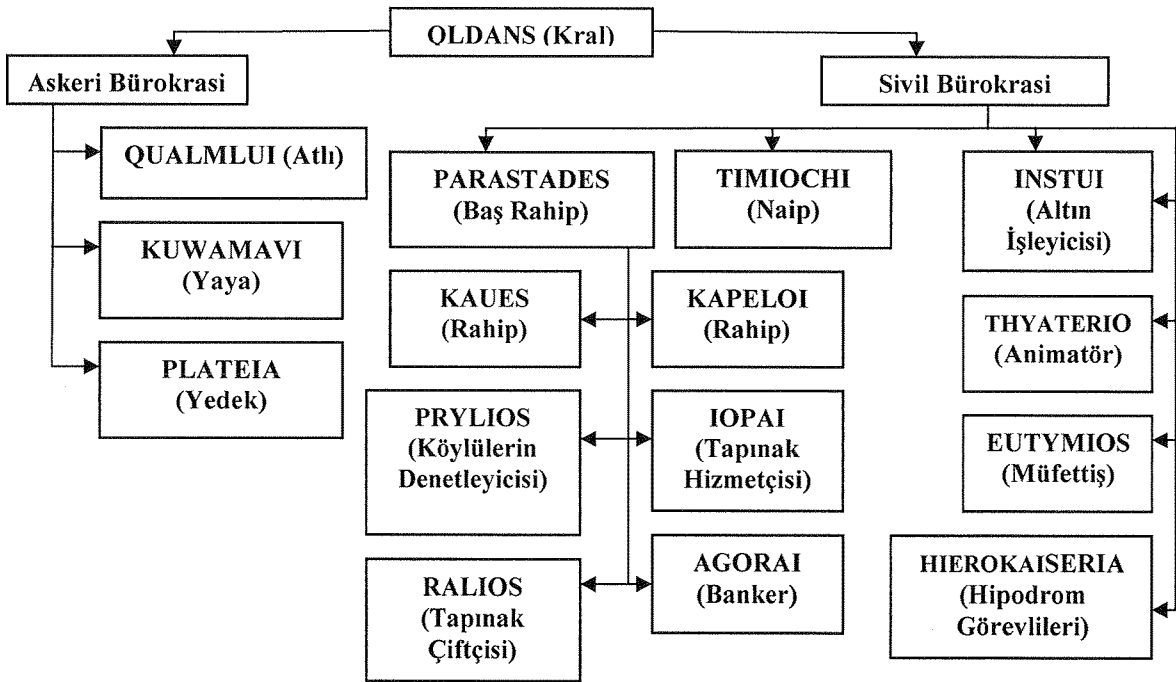 QLDANS (Kral)
Askeri Bürokrasi
Sivil Bürokrasi
QUALMLUI (Atlı)
KUWAMAVI
(Yaya)
PLATEIA
(Yedek)
PARASTADES
(Baş Rahip)
TIMIOCHI
(Naip)
INSTUI
(Altın
İşleyicisi)
KAUES
(Rahip)
KAPELOI
(Rahip)
THYATERIO
(Animatör)
PRYLIOS
(Köylülerin
Denetleyicisi)
IOPAI
(Tapınak
Hizmetçisi)
EUTYMIOS
(Müfettiş)
RALIOS
(Tapınak
Çiftçisi)
AGORAI
(Banker)
HIEROKAISERIA
(Hipodrom
Görevlileri)